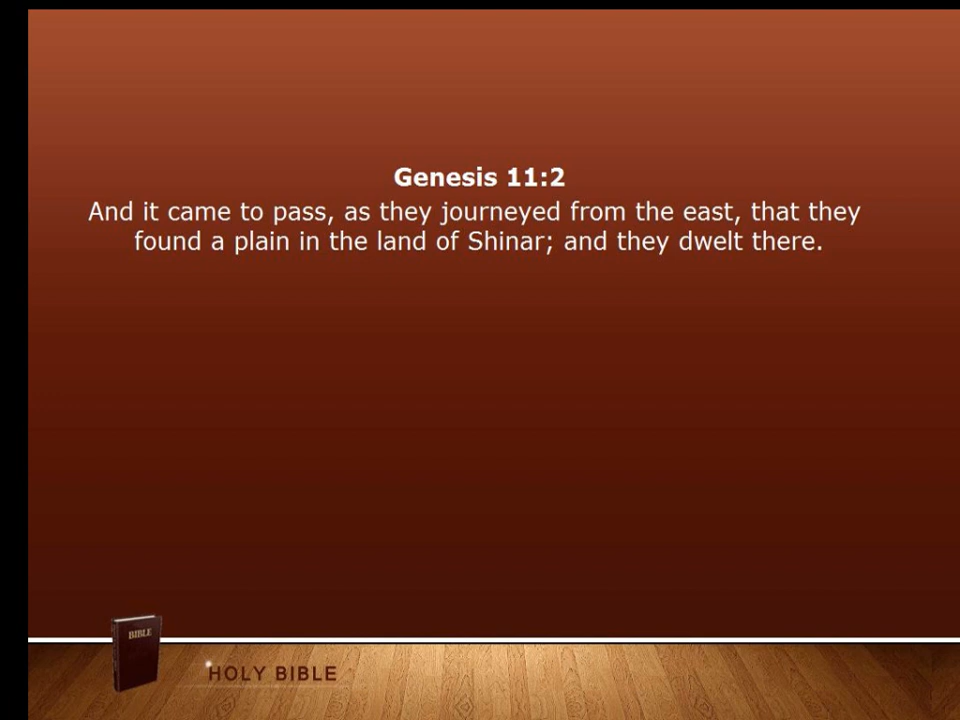 Genesis 11:2
And it came to pass, as they journeyed from the east, that they
found a plain in the land of Shinar; and they dwelt there.
BIBLE
HOLY BIBLE